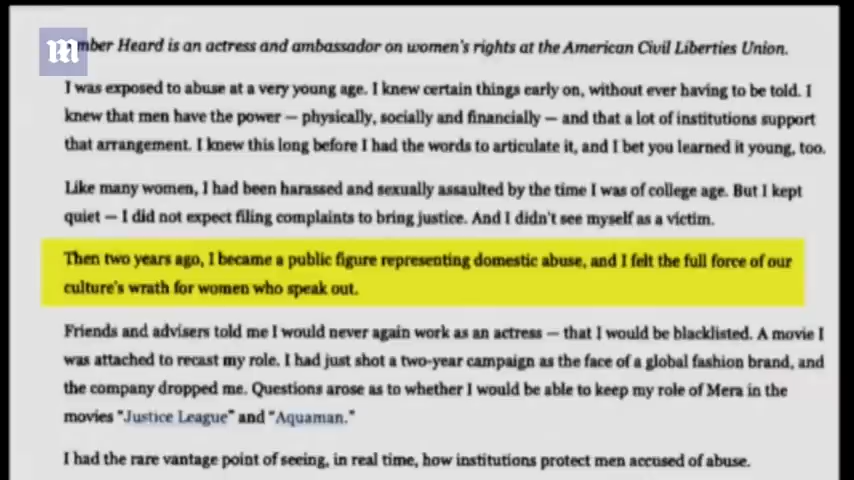 mber Heard is an actress and ambassador on women's rights at the American Civil Liberties Union.
I was exposed to abuse at a very young age. I knew certain things early on, without ever having to be told. I
knew that men have the power — physically, socially and financially — and that a lot of institutions support
that arrangement. I knew this long before I had the words to articulate it, and I bet you learned it young, too.
Like many women, I had been harassed and sexually assaulted by the time I was of college age. But I kept
quiet — I did not expect filing complaints to bring justice. And I didn't see myself as a victim.
Then two years ago, I became a public figure representing domestic abuse, and I felt the full force of our
culture's wrath for women who speak out.
Friends and advisers told me I would never again work as an actress — that I would be blacklisted. A movie I
was attached to recast my role. I had just shot a two-year campaign as the face of a global fashion brand, and
the company dropped me. Questions arose as to whether I would be able to keep my role of Mera in the
movies "Justice League" and "Aquaman."
I had the rare vantage point of seeing, in real time, how institutions protect men accused of abuse.